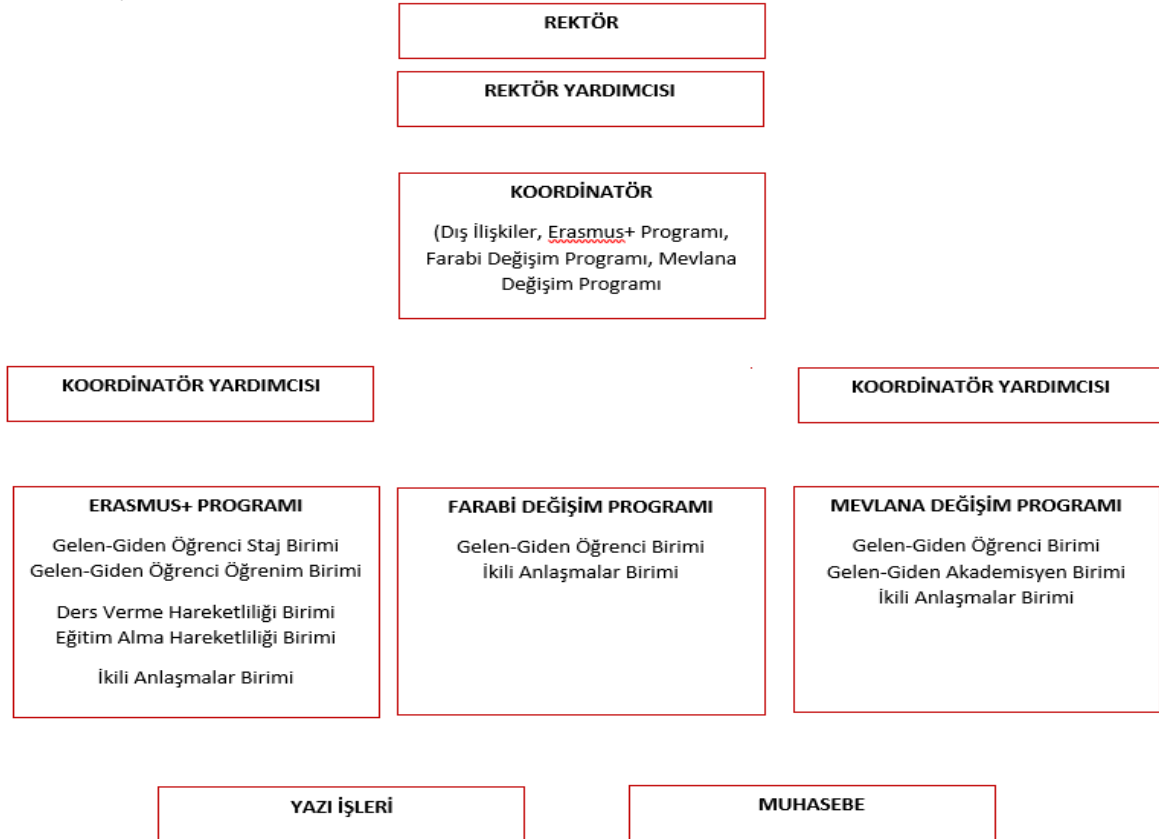 REKTÖR
REKTÖR YARDIMCISI
KOORDİNATÖR
(Dış İlişkiler, Erasmus+ Programı,
Farabi Değişim Programı, Mevlana
Değişim Programı
KOORDİNATÖR YARDIMCISI
KOORDİNATÖR YARDIMCISI
ERASMUS+ PROGRAMI
Gelen-Giden Öğrenci Staj Birimi
Gelen-Giden Öğrenci Öğrenim Birimi
Ders Verme Hareketliliği Birimi
Eğitim Alma Hareketliliği Birimi
İkili Anlaşmalar Birimi
FARABİ DEĞİŞİM PROGRAMI
Gelen-Giden Öğrenci Birimi
İkili Anlaşmalar Birimi
MEVLANA DEĞİŞİM PROGRAMI
Gelen-Giden Öğrenci Birimi
Gelen-Giden Akademisyen Birimi
İkili Anlaşmalar Birimi
YAZI İŞLERİ
MUHASEBE